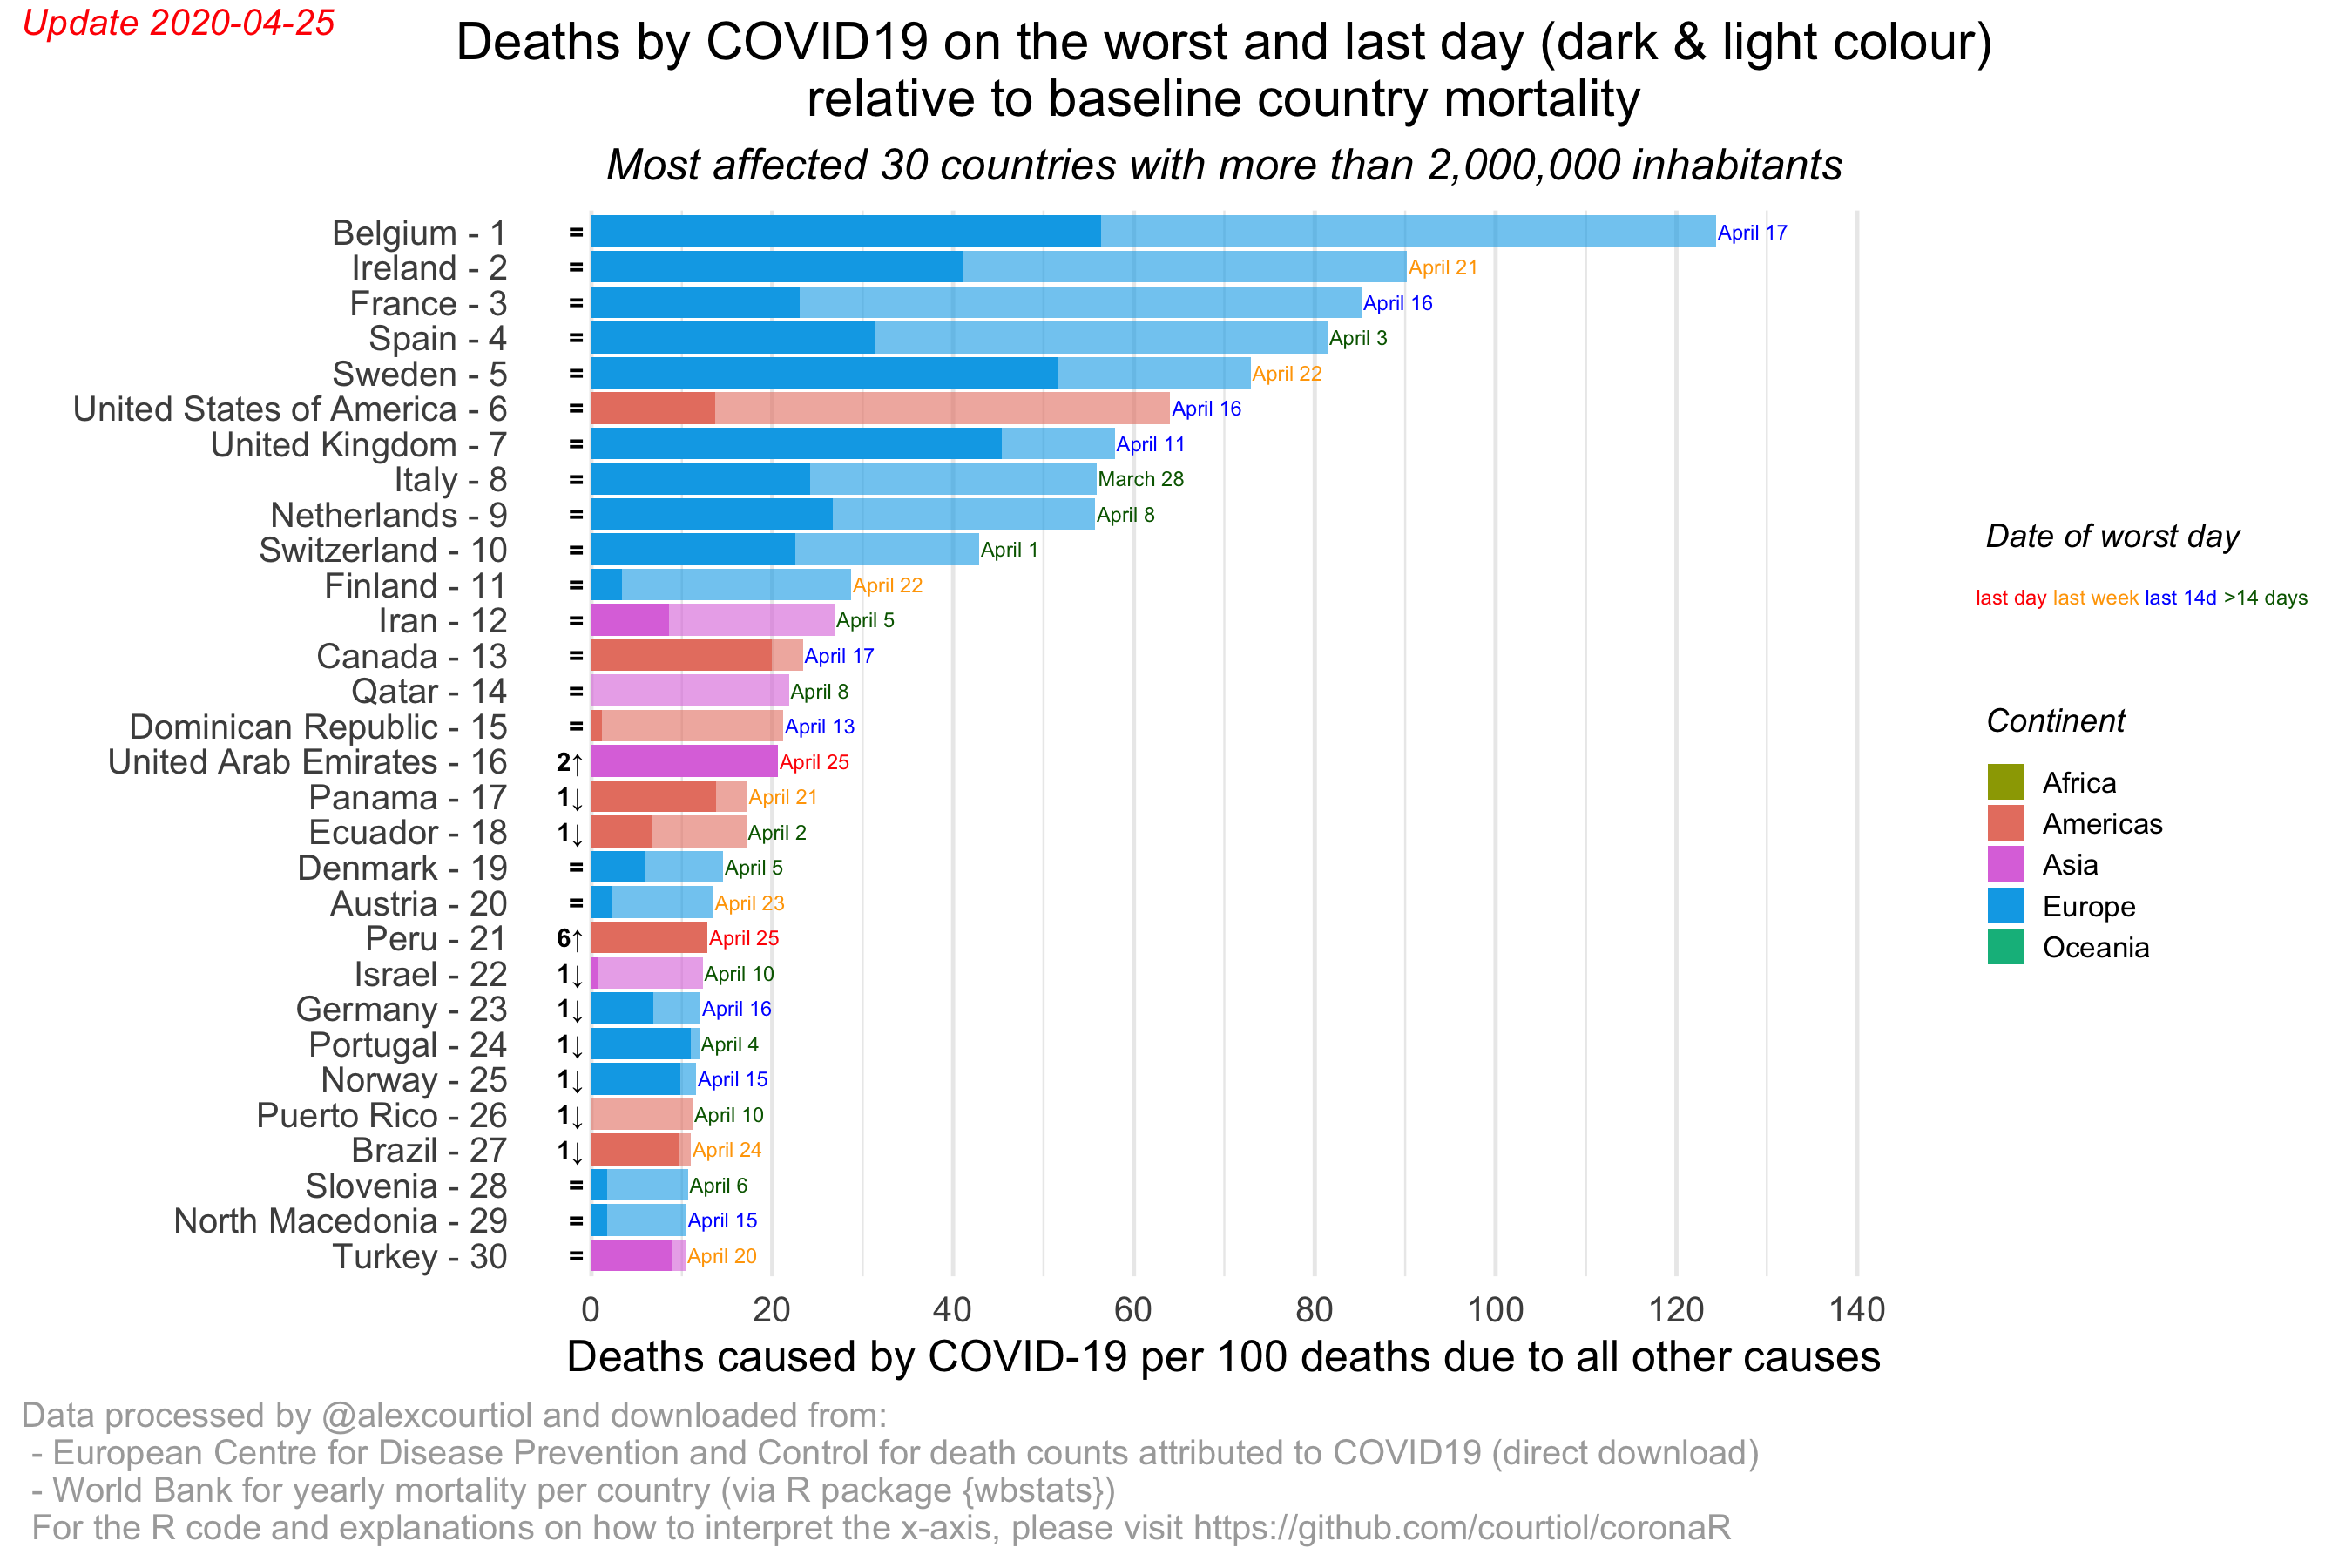 Update 2020-04-25
Deaths by COVID19 on the worst and last day (dark & light colour)
relative to baseline country mortality
Most affected 30 countries with more than 2,000,000 inhabitants
Belgium - 1 = April 17
Ireland - 2 = April 21
France - 3 = April 16
Spain - 4 = April 3
Sweden - 5 = April 22
United States of America - 6 = April 16
United Kingdom - 7 = April 11
Italy - 8 = March 28
Netherlands - 9 = April 8
Switzerland - 10 = April 1
Finland - 11 = April 22
Iran - 12 = April 5
Canada - 13 = April 17
Qatar - 14 = April 8
Dominican Republic - 15 = April 13
United Arab Emirates - 16 2↑ April 25
Panama - 17 1↓ April 21
Ecuador - 18 1↓ April 2
Denmark - 19 = April 5
Austria - 20 = April 23
Peru - 21 6↑ April 25
Israel - 22 1↓ April 10
Germany - 23 1↓ April 16
Portugal - 24 1↓ April 4
Norway - 25 1↓ April 15
Puerto Rico - 26 1↓ April 10
Brazil - 27 1↓ April 24
Slovenia - 28 = April 6
North Macedonia - 29 = April 15
Turkey - 30 = April 20
0 20 40 60 80 100 120 140
Deaths caused by COVID-19 per 100 deaths due to all other causes
Date of worst day
last day last week last 14d >14 days
Continent
Africa
Americas
Asia
Europe
Oceania
Data processed by @alexcourtiol and downloaded from:
- European Centre for Disease Prevention and Control for death counts attributed to COVID19 (direct download)
- World Bank for yearly mortality per country (via R package {wbstats})
For the R code and explanations on how to interpret the x-axis, please visit https://github.com/courtiol/coronaR